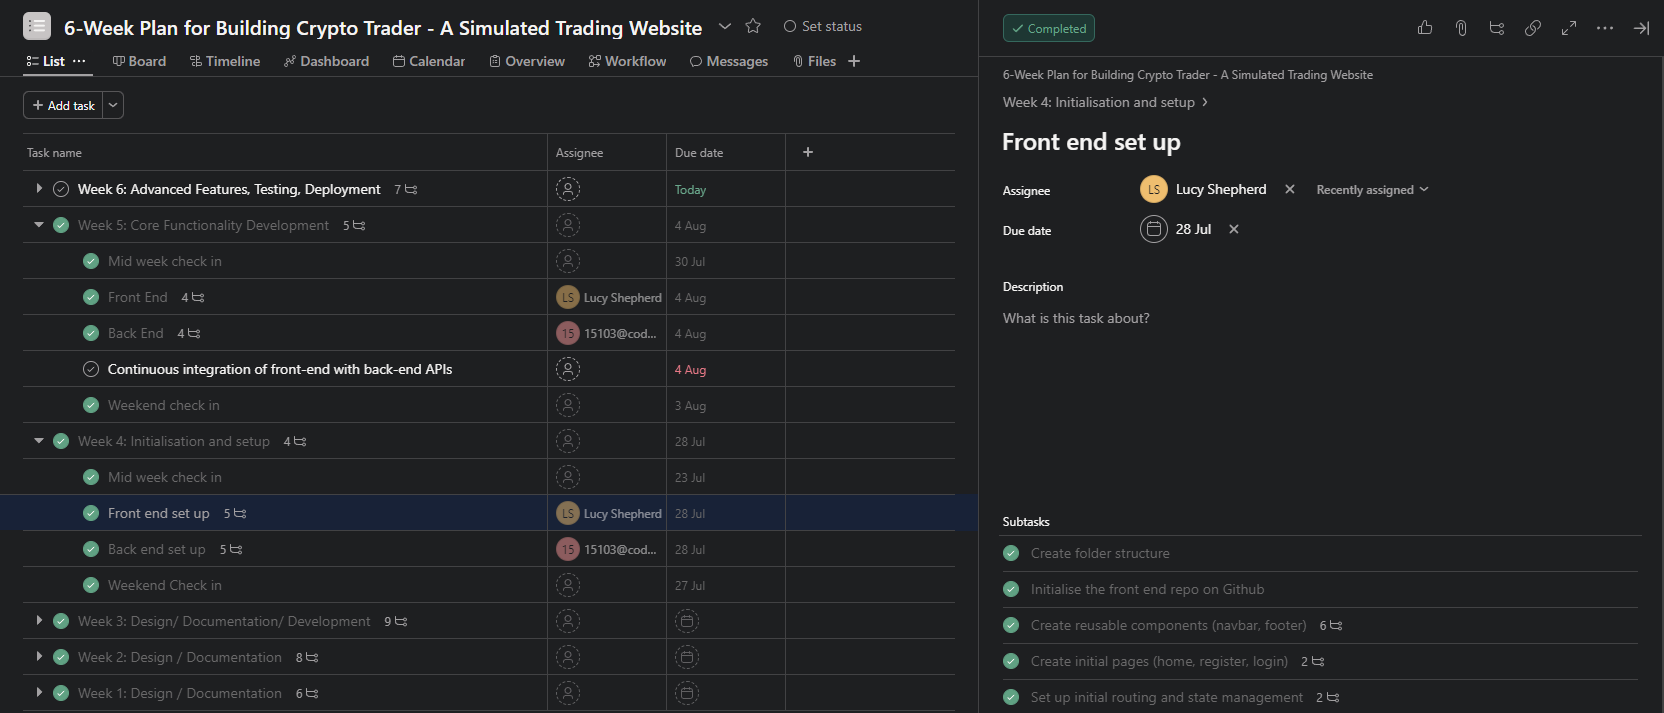 6-Week Plan for Building Crypto Trader - A Simulated Trading Website
Set status
List
Board
Timeline
Dashboard
Calendar
Overview
Workflow
Messages
Files
Add task
Task name Assignee Due date
Week 6: Advanced Features, Testing, Deployment 7 Today
Week 5: Core Functionality Development 5 4 Aug
Mid week check in 30 Jul
Front End 4 LS Lucy Shepherd 4 Aug
Back End 4 15 15103@cod... 4 Aug
Continuous integration of front-end with back-end APIs 4 Aug
Weekend check in 3 Aug
Week 4: Initialisation and setup 4 28 Jul
Mid week check in 23 Jul
Front end set up 5 LS Lucy Shepherd 28 Jul
Back end set up 5 15 15103@cod... 28 Jul
Weekend Check in 27 Jul
Week 3: Design/ Documentation/ Development 9
Week 2: Design / Documentation 8
Week 1: Design / Documentation 6
Completed
6-Week Plan for Building Crypto Trader - A Simulated Trading Website
Week 4: Initialisation and setup
Front end set up
Assignee LS Lucy Shepherd Recently assigned
Due date 28 Jul
Description
What is this task about?
Subtasks
Create folder structure
Initialise the front end repo on Github
Create reusable components (navbar, footer) 6
Create initial pages (home, register, login) 2
Set up initial routing and state management 2